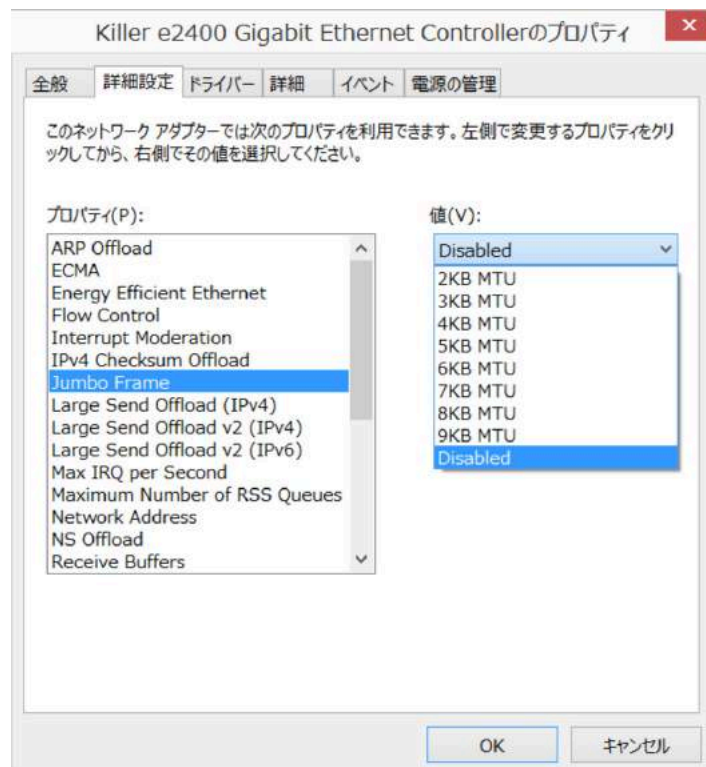 Killer e2400 Gigabit Ethernet Controllerのプロパティ
全般 詳細設定 ドライバー 詳細 イベント 電源の管理
このネットワーク アダプターでは次のプロパティを利用できます。左側で変更するプロパティをクリ
ックしてから、右側でその値を選択してください。
プロパティ(P):
ARP Offload
ECMA
Energy Efficient Ethernet
Flow Control
Interrupt Moderation
IPv4 Checksum Offload
Jumbo Frame
Large Send Offload (IPv4)
Large Send Offload v2 (IPv4)
Large Send Offload v2 (IPv6)
Max IRQ per Second
Maximum Number of RSS Queues
Network Address
NS Offload
Receive Buffers
値(V):
Disabled
2KB MTU
3KB MTU
4KB MTU
5KB MTU
6KB MTU
7KB MTU
8KB MTU
9KB MTU
Disabled
OK キャンセル